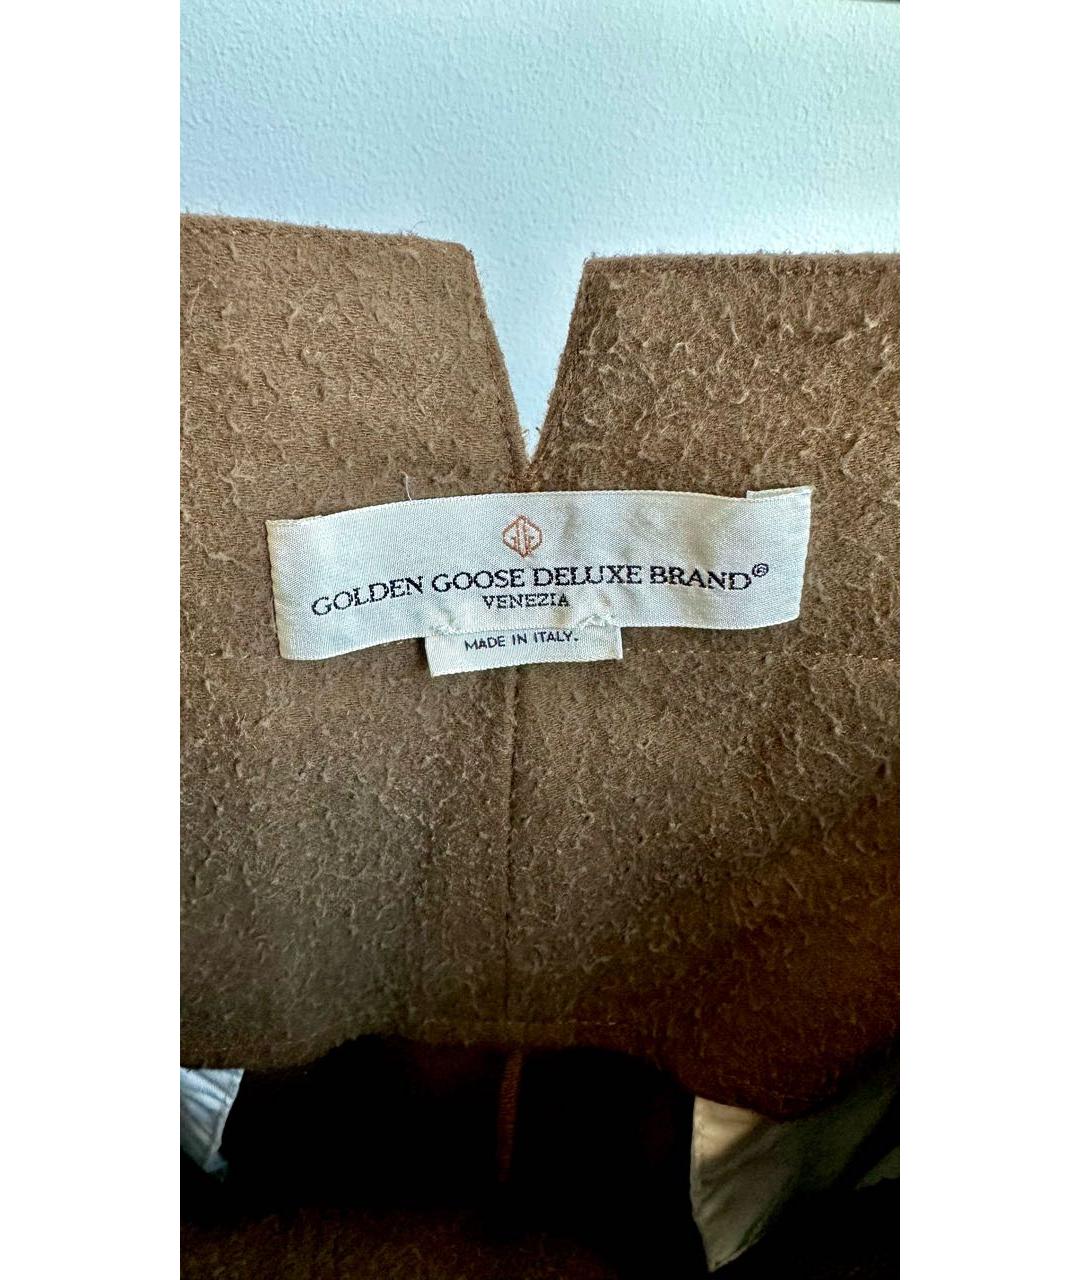 GOLDEN GOOSE DELUXE BRAND®
VENEZIA
MADE IN ITALY.